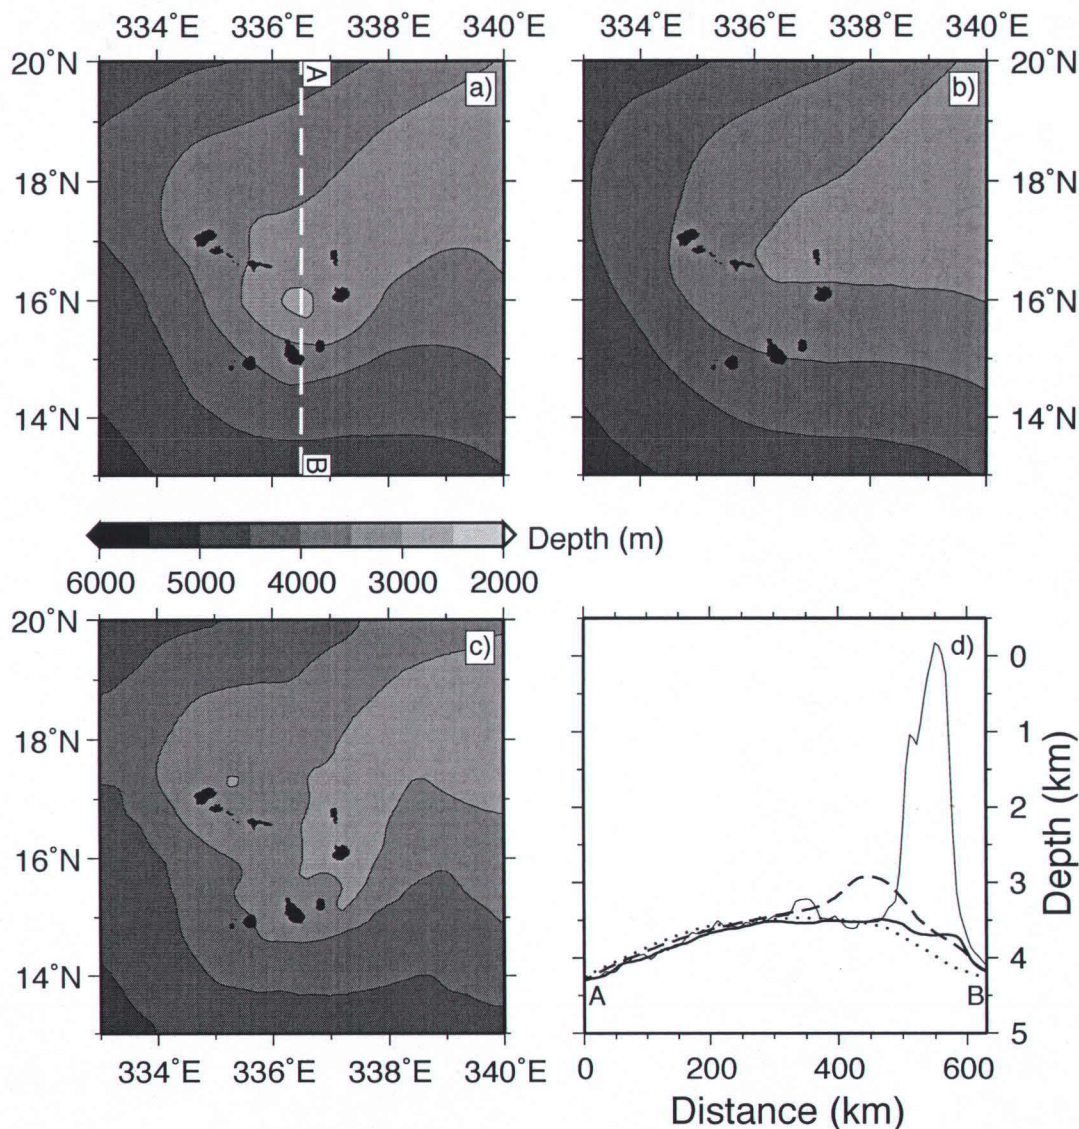 334˚E 336˚E 338˚E 340˚E 334˚E 336˚E 338˚E 340˚E
20˚N A a) b) 20˚N
18˚N 18˚N
16˚N 16˚N
14˚N B 14˚N
Depth (m)
6000 5000 4000 3000 2000
20˚N c) d) 0
18˚N 1
2
16˚N 3
14˚N A B 4
5
Depth (km)
334˚E 336˚E 338˚E 340˚E 0 200 400 600
Distance (km)